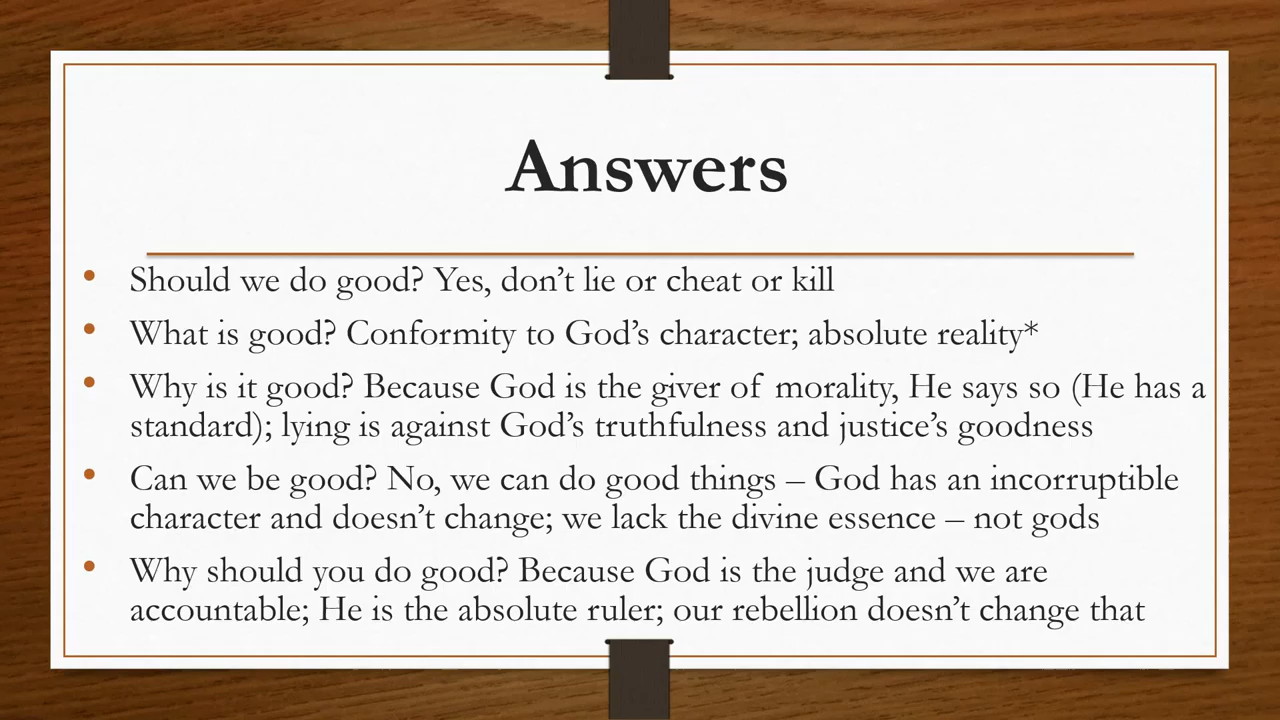 Answers
• Should we do good? Yes, don’t lie or cheat or kill
• What is good? Conformity to God’s character; absolute reality*
• Why is it good? Because God is the giver of morality, He says so (He has a
standard); lying is against God’s truthfulness and justice’s goodness
• Can we be good? No, we can do good things – God has an incorruptible
character and doesn’t change; we lack the divine essence – not gods
• Why should you do good? Because God is the judge and we are
accountable; He is the absolute ruler; our rebellion doesn’t change that